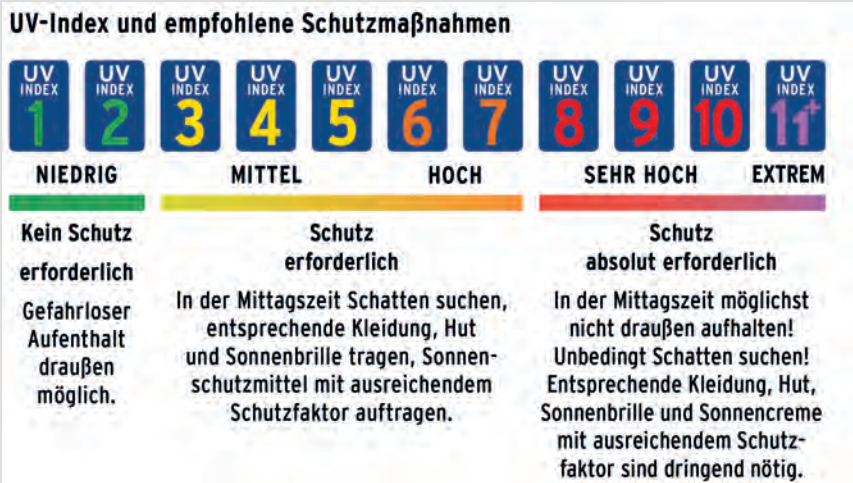 UV-Index und empfohlene Schutzmaßnahmen
UV INDEX 1
UV INDEX 2
UV INDEX 3
UV INDEX 4
UV INDEX 5
UV INDEX 6
UV INDEX 7
UV INDEX 8
UV INDEX 9
UV INDEX 10
UV INDEX 11+
NIEDRIG
MITTEL
HOCH
SEHR HOCH
EXTREM
Kein Schutz
erforderlich
Gefahrloser
Aufenthalt
draußen
möglich.
Schutz
erforderlich
In der Mittagszeit Schatten suchen,
entsprechende Kleidung, Hut
und Sonnenbrille tragen, Sonnen-
schutzmittel mit ausreichendem
Schutzfaktor auftragen.
Schutz
absolut erforderlich
In der Mittagszeit möglichst
nicht draußen aufhalten!
Unbedingt Schatten suchen!
Entsprechende Kleidung, Hut,
Sonnenbrille und Sonnencreme
mit ausreichendem Schutz-
faktor sind dringend nötig.